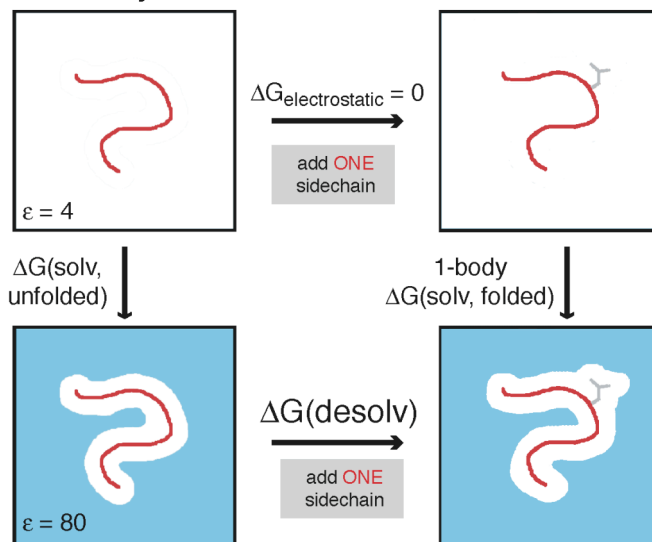 ΔGelectrostatic = 0
add ONE
sidechain
ε = 4
ΔG(solv,
unfolded)
1-body
ΔG(solv, folded)
ΔG(desolv)
add ONE
sidechain
ε = 80